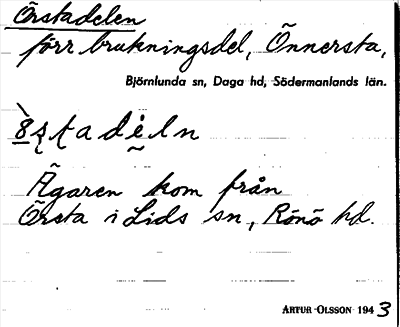 Örstadelen
förr brukningsdel, Önnersta,
Björnlunda sn, Daga hd, Södermanlands län.
Ägaren kom från
Örsta i Lids sn, Rönö hd.
ARTUR OLSSON 1943